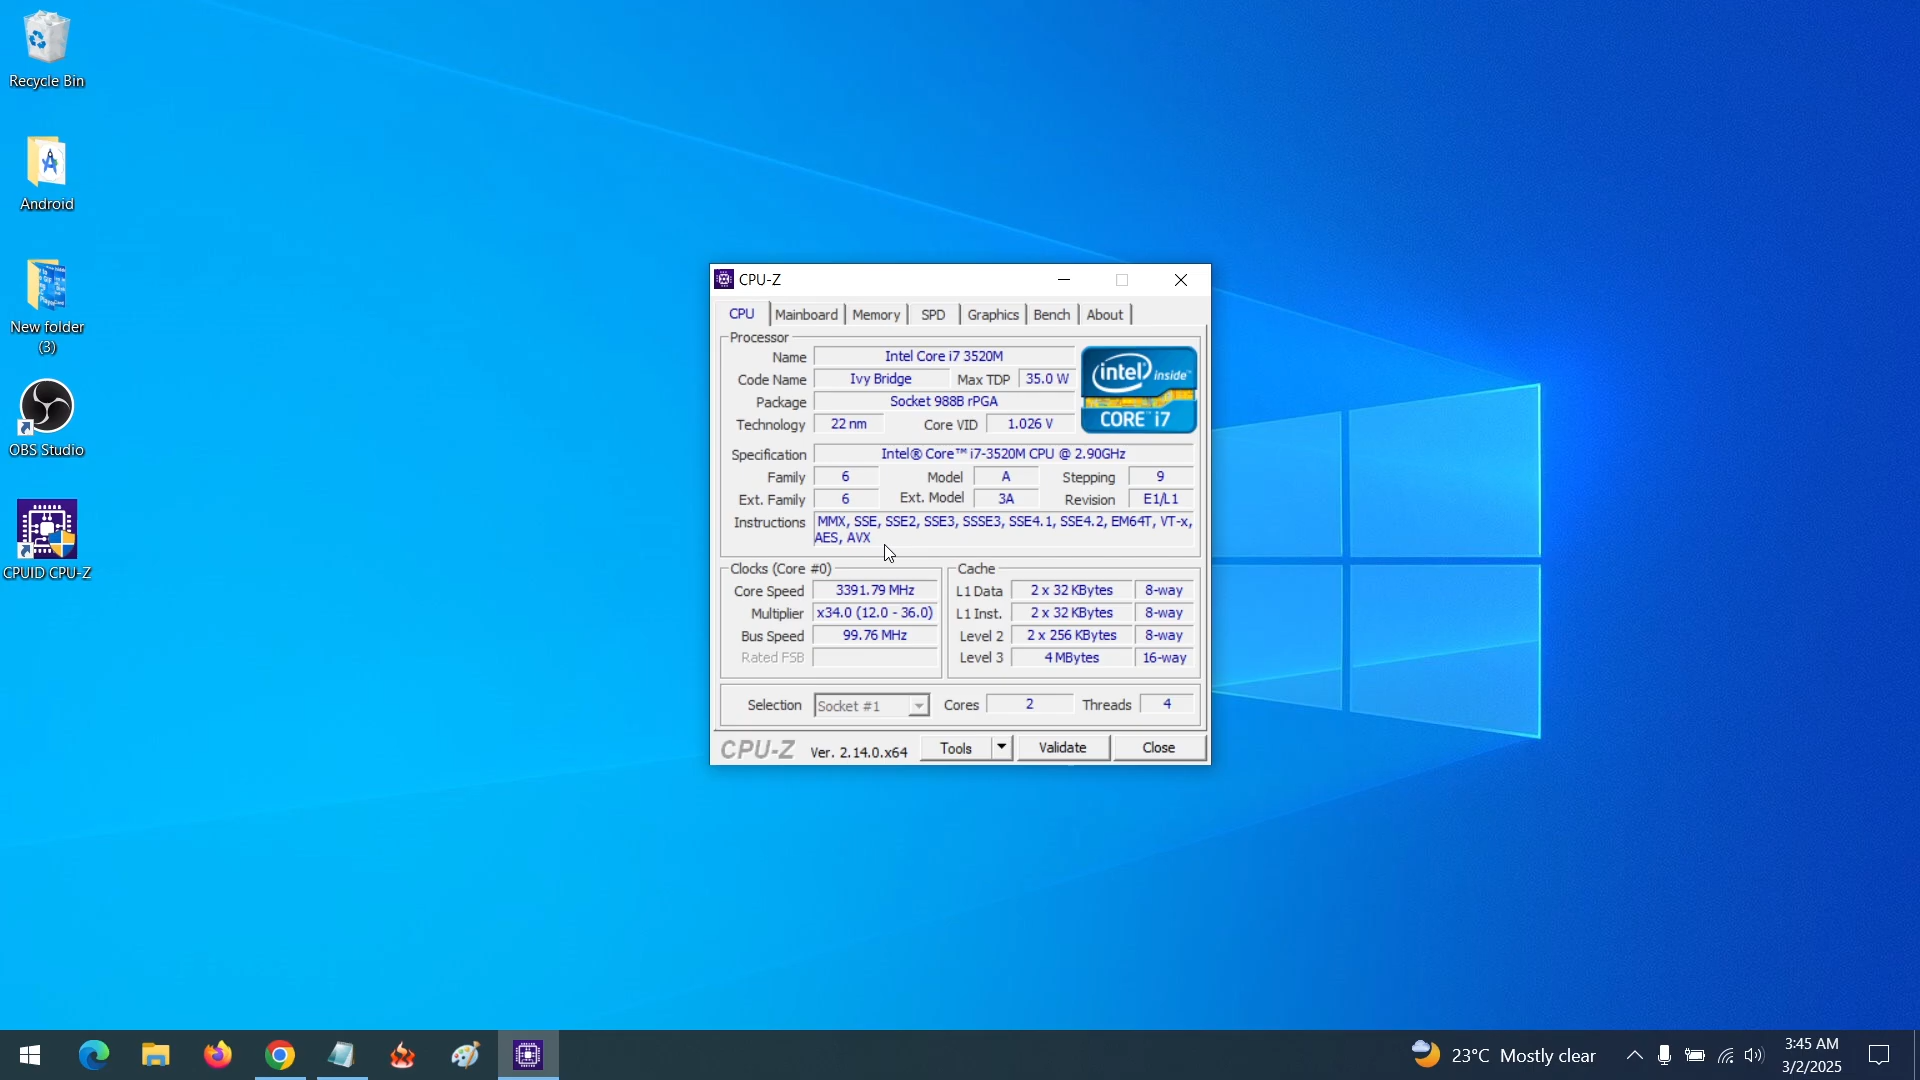 Recycle Bin
Android
New folder
(3)
OBS Studio
CPUID CPU-Z
CPU-Z
CPU Mainboard Memory SPD Graphics Bench About
Processor
Name Intel Core i7 3520M
Code Name Ivy Bridge Max TDP 35.0 W
Package Socket 988B rPGA
Technology 22 nm Core VID 1.026 V
intel inside™
CORE™ i7
Specification Intel® Core™ i7-3520M CPU @ 2.90GHz
Family 6 Model A Stepping 9
Ext. Family 6 Ext. Model 3A Revision E1/L1
Instructions MMX, SSE, SSE2, SSE3, SSSE3, SSE4.1, SSE4.2, EM64T, VT-x,
AES, AVX
Clocks (Core #0)
Core Speed 3391.79 MHz
Multiplier x34.0 (12.0 - 36.0)
Bus Speed 99.76 MHz
Rated FSB
Cache
L1 Data 2 x 32 KBytes 8-way
L1 Inst. 2 x 32 KBytes 8-way
Level 2 2 x 256 KBytes 8-way
Level 3 4 MBytes 16-way
Selection Socket #1 Cores 2 Threads 4
CPU-Z Ver. 2.14.0.x64 Tools Validate Close
23°C Mostly clear
3:45 AM
3/2/2025